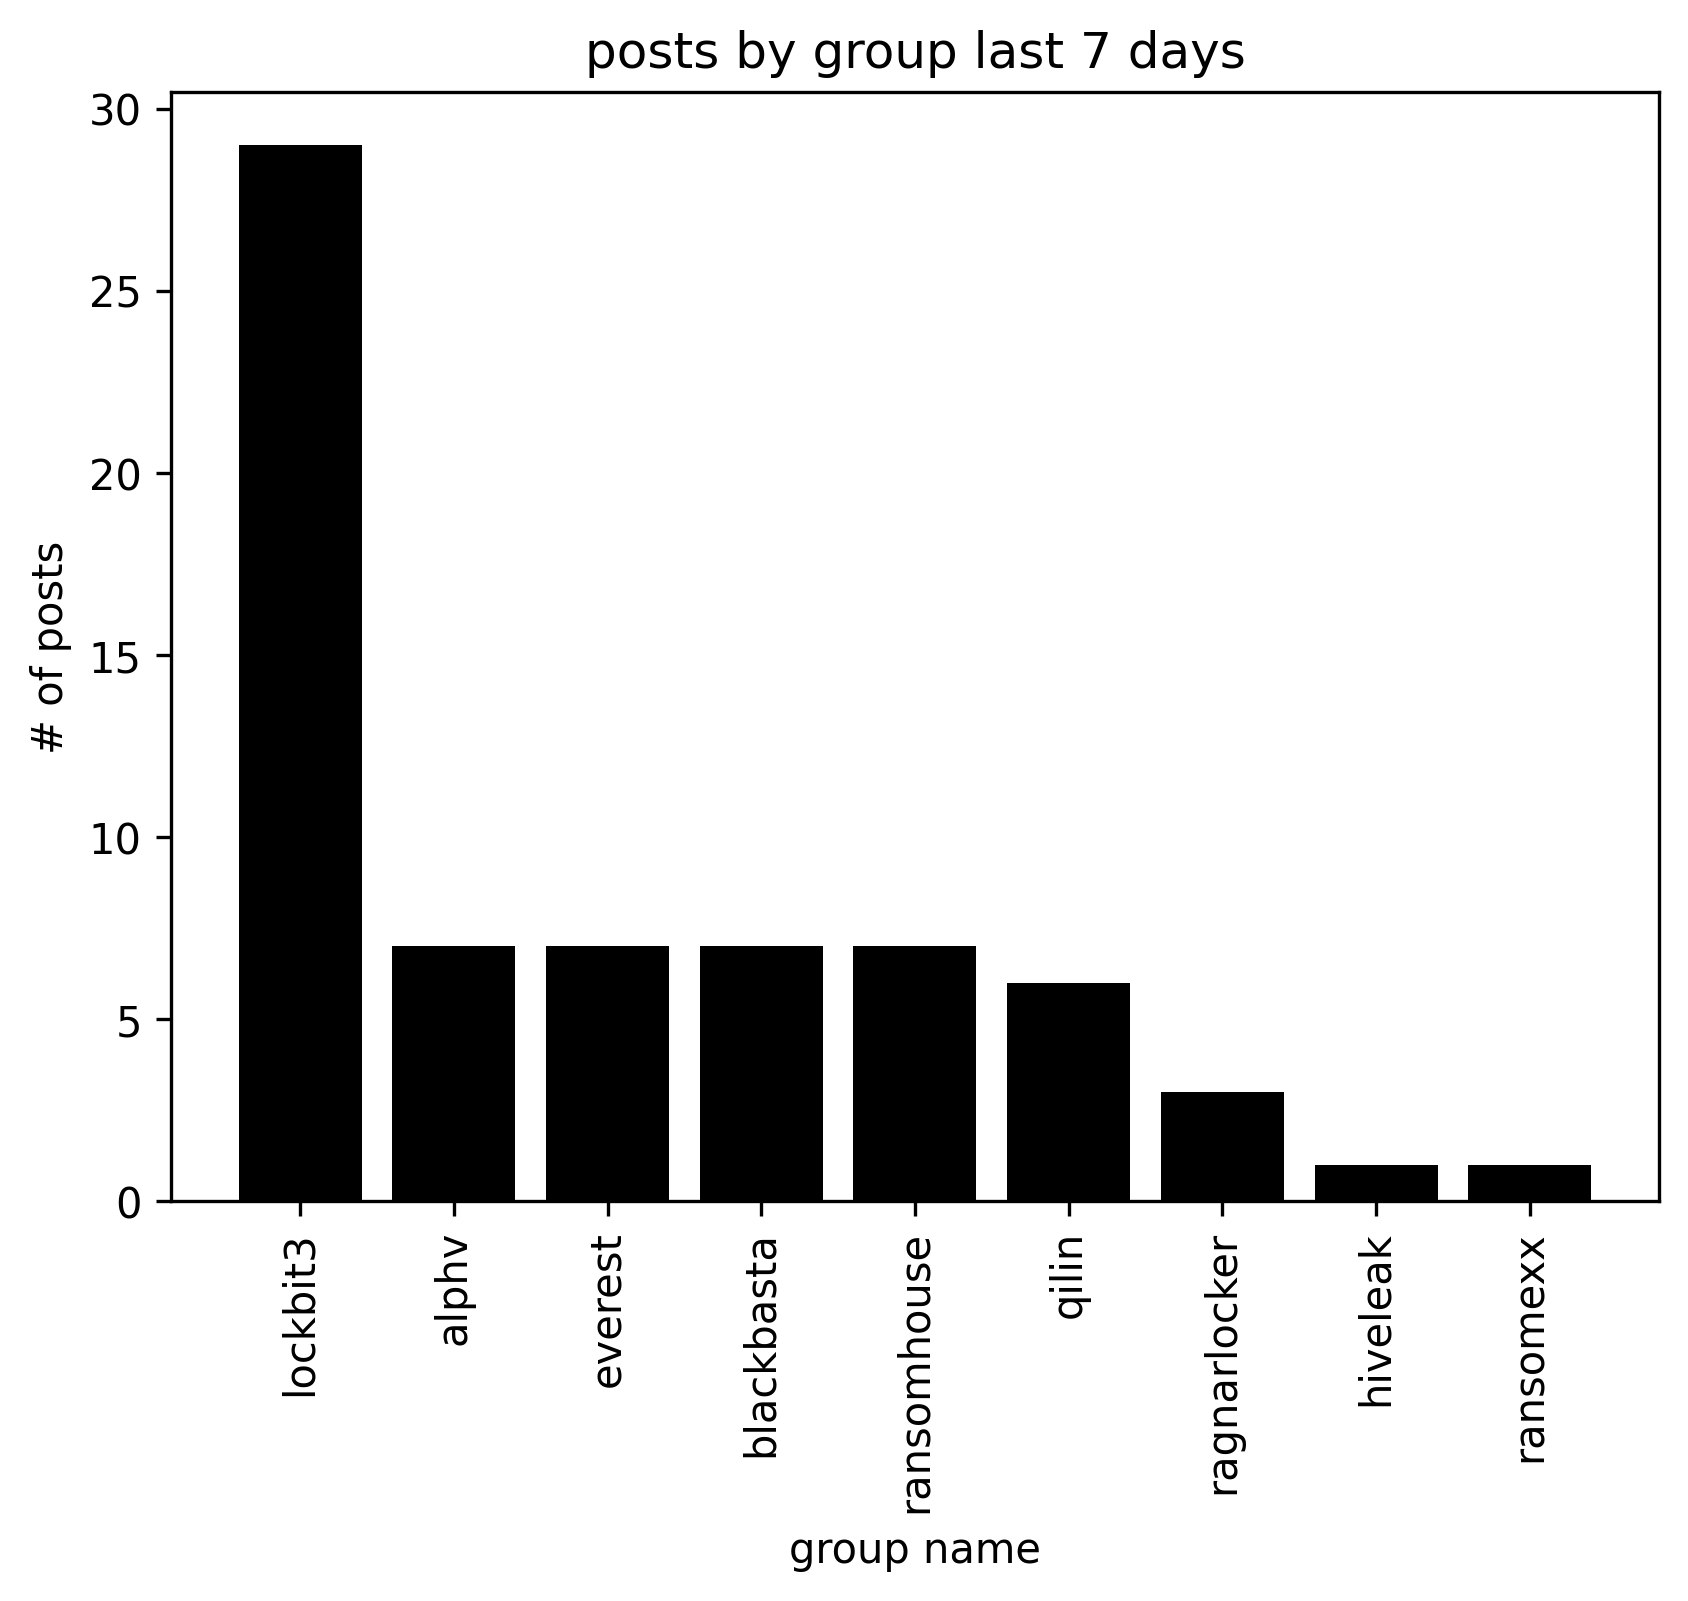 posts by group last 7 days
30
25
20
15
10
5
0
# of posts
lockbit3
alphv
everest
blackbasta
ransomhouse
qilin
ragnarlocker
hiveleak
ransomexx
group name